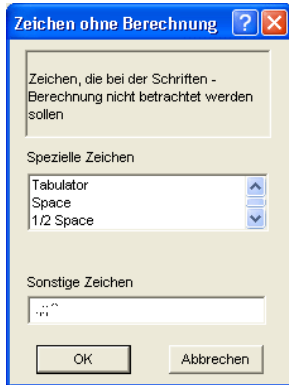 Zeichen ohne Berechnung
Zeichen, die bei der Schriften -
Berechnung nicht betrachtet werden
sollen
Spezielle Zeichen
Tabulator
Space
1/2 Space
Sonstige Zeichen
OK
Abbrechen